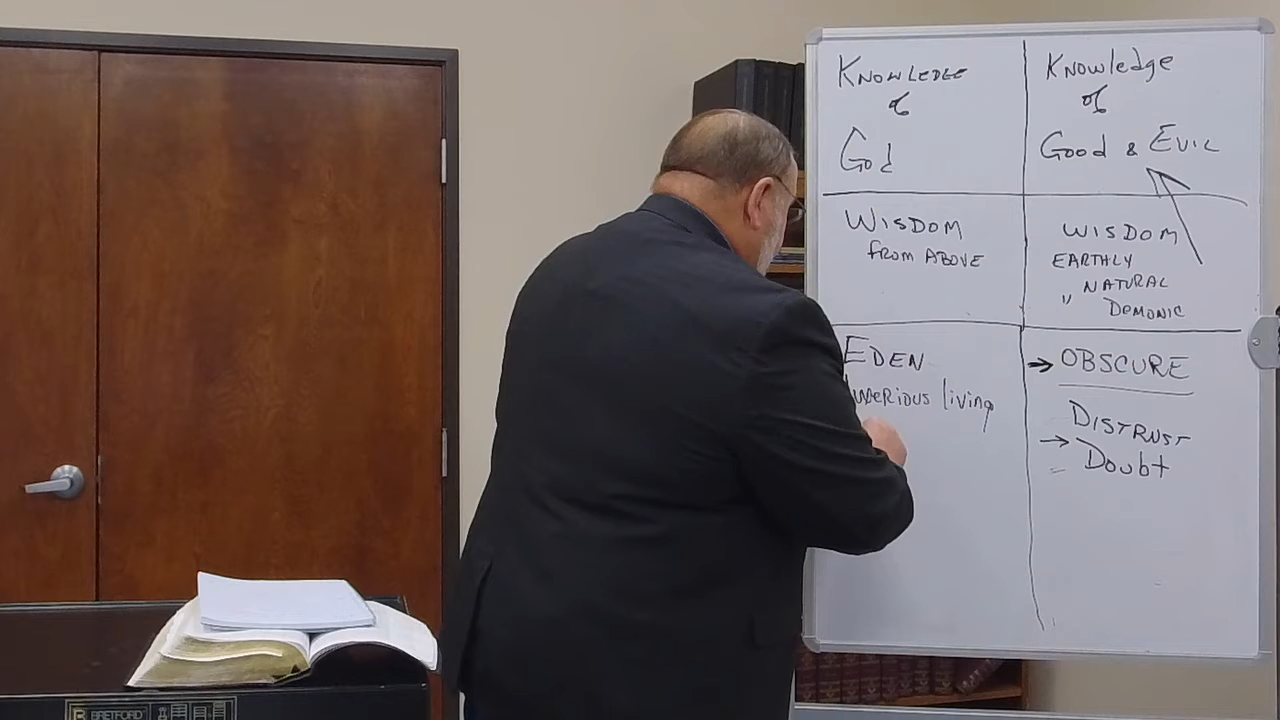 KNOWLEDGE
of
God
Knowledge
of
Good & EVIL
WISDOM
FROM ABOVE
WISDOM
EARTHLY
" NATURAL
DEMONIC
EDEN
living
→ OBSCURE
DISTRUST
→ Doubt
BRETFORD